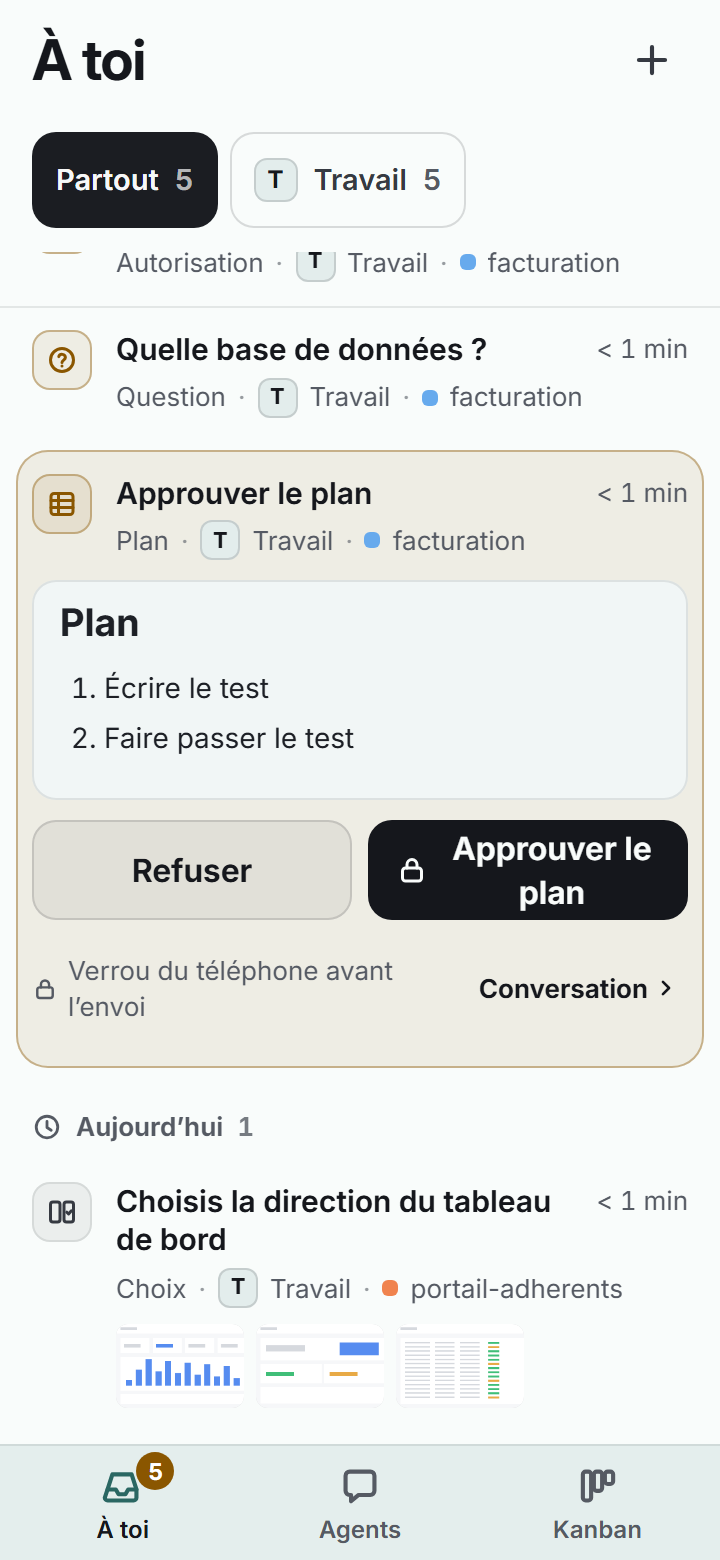 À toi
Partout 5
T Travail 5
Autorisation · T Travail · facturation
Quelle base de données ? < 1 min
Question · T Travail · facturation
Approuver le plan < 1 min
Plan · T Travail · facturation
Plan
1. Écrire le test
2. Faire passer le test
Refuser
Approuver le
plan
Verrou du téléphone avant
l’envoi
Conversation
Aujourd’hui 1
Choisis la direction du tableau < 1 min
de bord
Choix · T Travail · portail-adherents
5
À toi
Agents
Kanban